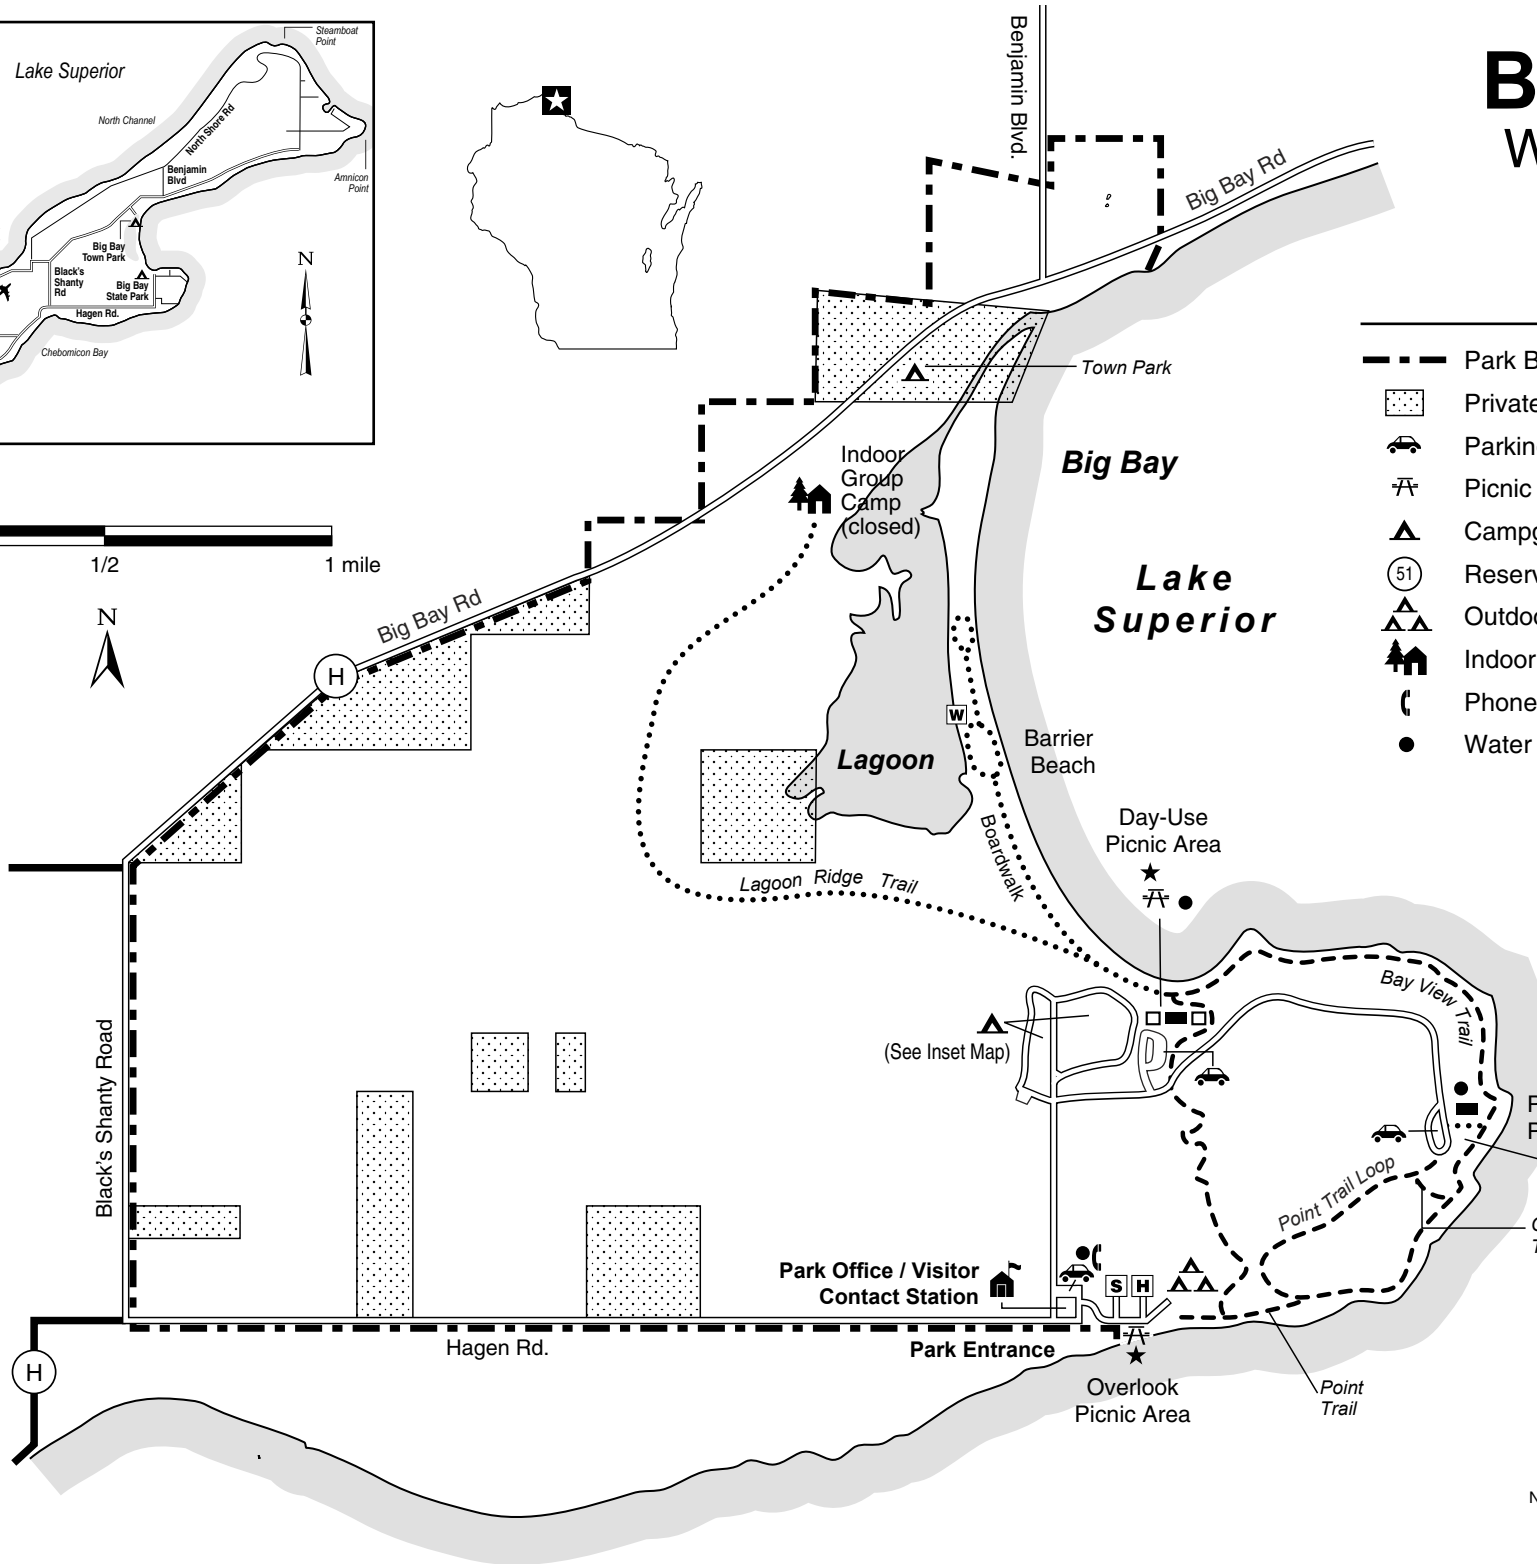 Steamboat
Point
Lake Superior
North Channel
North Shore Rd
Benjamin
Blvd
Amnicon
Point
Big Bay
Town Park
Black's
Shanty
Rd
Big Bay
State Park
Hagen Rd.
Chebomicon Bay
N
1/2
1 mile
N
Benjamin Blvd.
Big Bay Rd
B
W
Town Park
Big Bay
Indoor
Group
Camp
(closed)
Lake
Superior
Park B
Private
Parkin
Picnic
Campg
51
Reserv
Outdoo
Indoor
Phone
Water
Big Bay Rd
H
W
Lagoon
Barrier
Beach
Boardwalk
Lagoon Ridge Trail
Day-Use
Picnic Area
Bay View Trail
(See Inset Map)
Black's Shanty Road
P
P
Point Trail Loop
Park Office / Visitor
Contact Station
S
H
Hagen Rd.
Park Entrance
H
Overlook
Picnic Area
Point
Trail
N